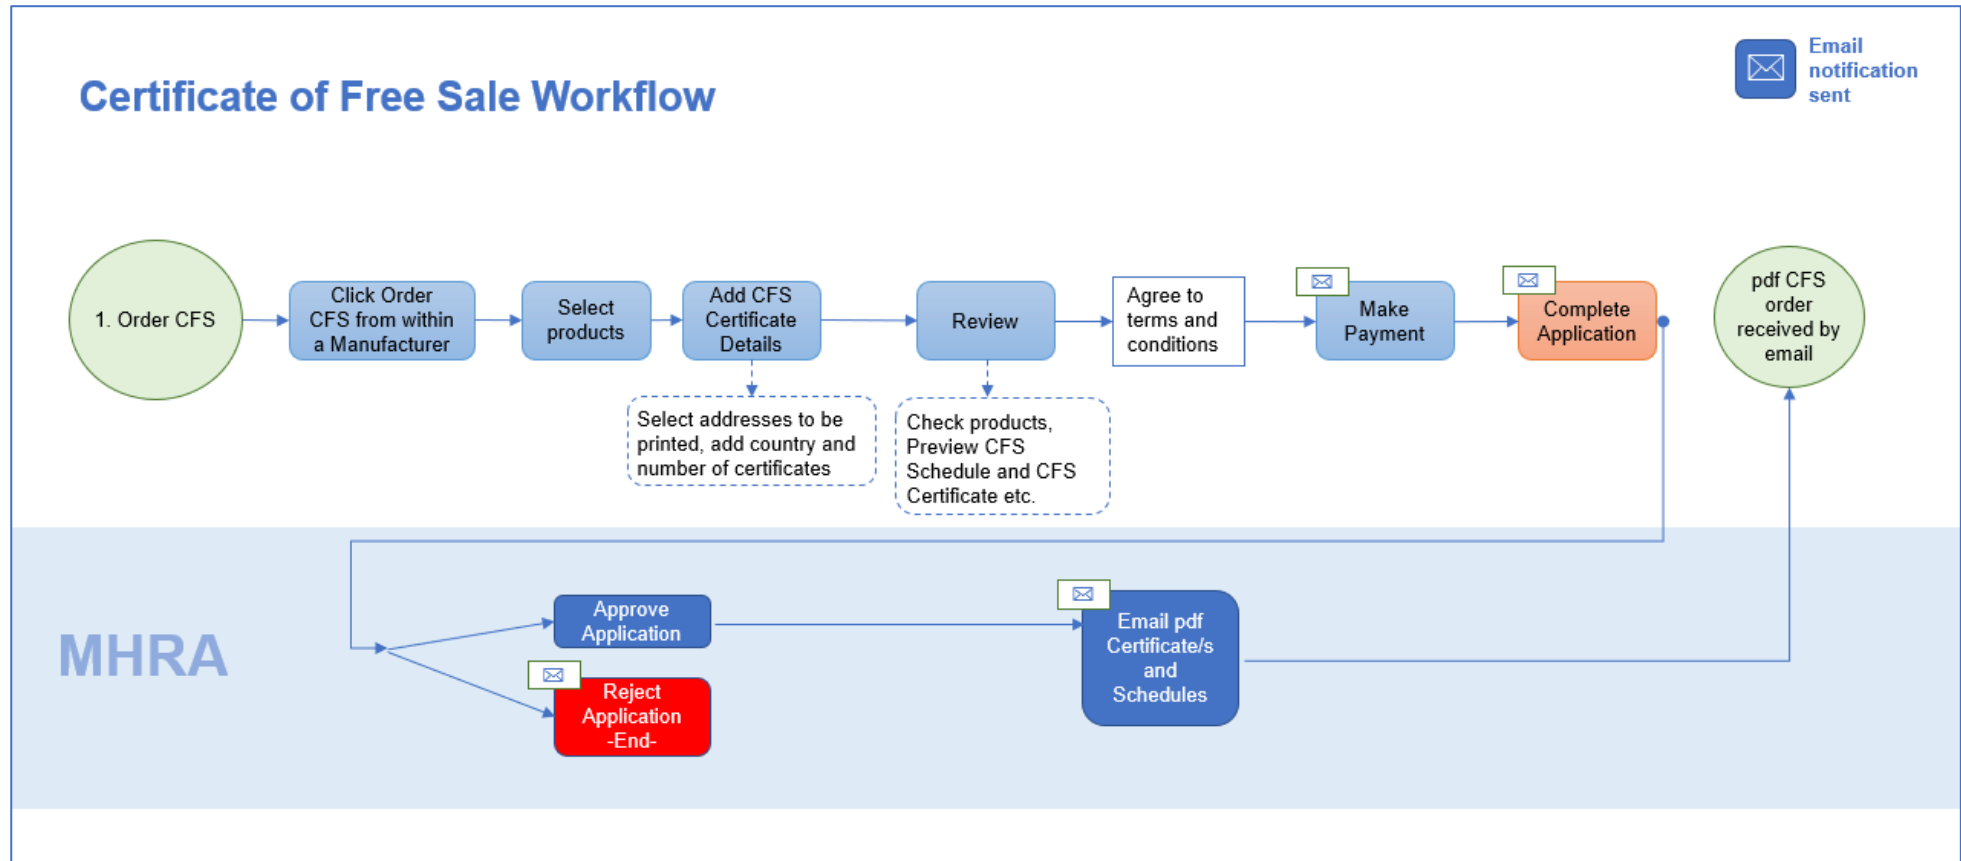 Certificate of Free Sale Workflow
Email
notification
sent
1. Order CFS
Click Order
CFS from within
a Manufacturer
Select
products
Add CFS
Certificate
Details
Review
Agree to
terms and
conditions
Make
Payment
Complete
Application
pdf CFS
order
received by
email
Select addresses to be
printed, add country and
number of certificates
Check products,
Preview CFS
Schedule and CFS
Certificate etc.
MHRA
Approve
Application
Reject
Application
-End-
Email pdf
Certificate/s
and
Schedules